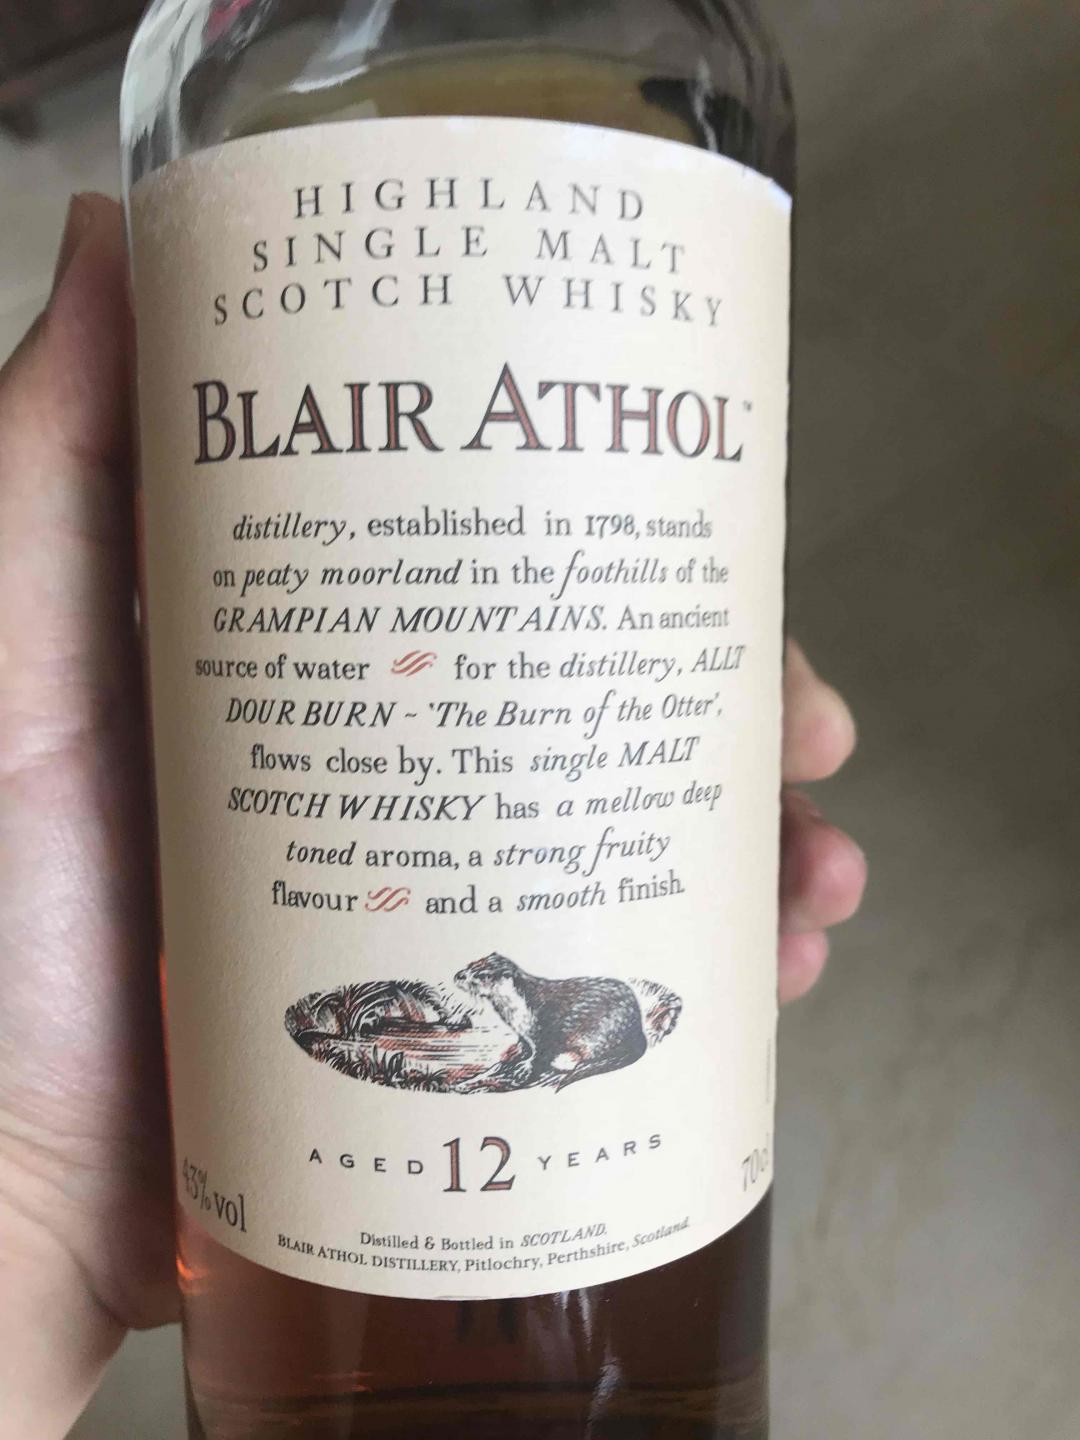 HIGHLAND
SINGLE MALT
SCOTCH WHISKY
BLAIR ATHOL™
distillery, established in 1798, stands
on peaty moorland in the foothills of the
GRAMPIAN MOUNTAINS. An ancient
source of water for the distillery, ALLT
DOUR BURN ~ 'The Burn of the Otter',
flows close by. This single MALT
SCOTCH WHISKY has a mellow deep
toned aroma, a strong fruity
flavour and a smooth finish.
AGED 12 YEARS
43% vol
70cl
Distilled & Bottled in SCOTLAND.
BLAIR ATHOL DISTILLERY, Pitlochry, Perthshire, Scotland.